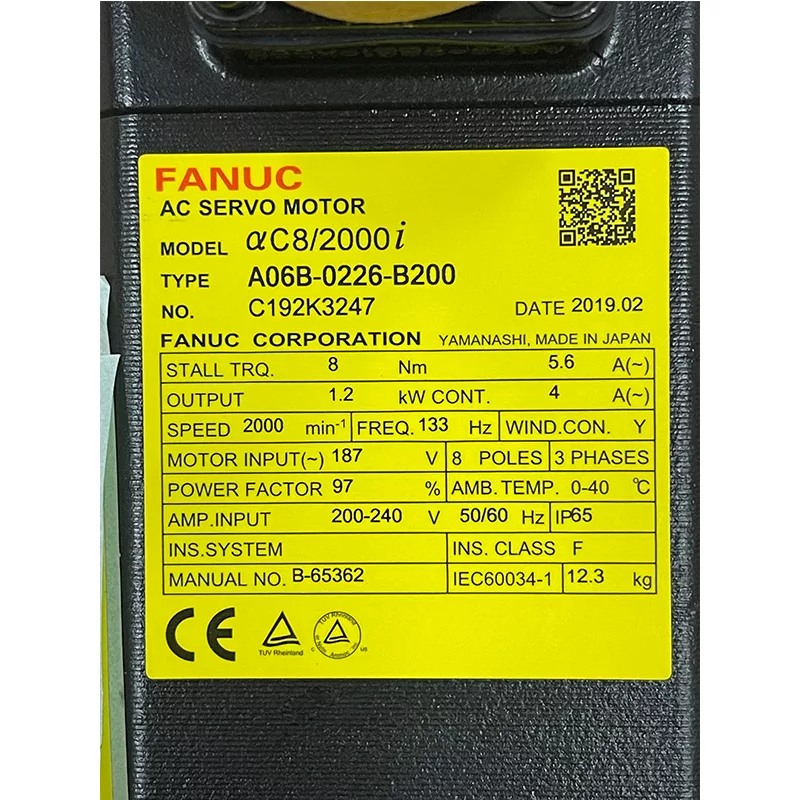 FANUC
AC SERVO MOTOR
MODEL αC8/2000i
TYPE A06B-0226-B200
NO. C192K3247 DATE 2019.02
FANUC CORPORATION YAMANASHI, MADE IN JAPAN
STALL TRQ. 8 Nm 5.6 A(~)
OUTPUT 1.2 kW CONT. 4 A(~)
SPEED 2000 min-1 FREQ. 133 Hz WIND.CON. Y
MOTOR INPUT(~) 187 V 8 POLES 3 PHASES
POWER FACTOR 97 % AMB.TEMP. 0-40 °C
AMP.INPUT 200-240 V 50/60 Hz IP65
INS.SYSTEM INS. CLASS F
MANUAL NO. B-65362 IEC60034-1 12.3 kg
CE
TUV Rheinland
TUV Rheinland
C US